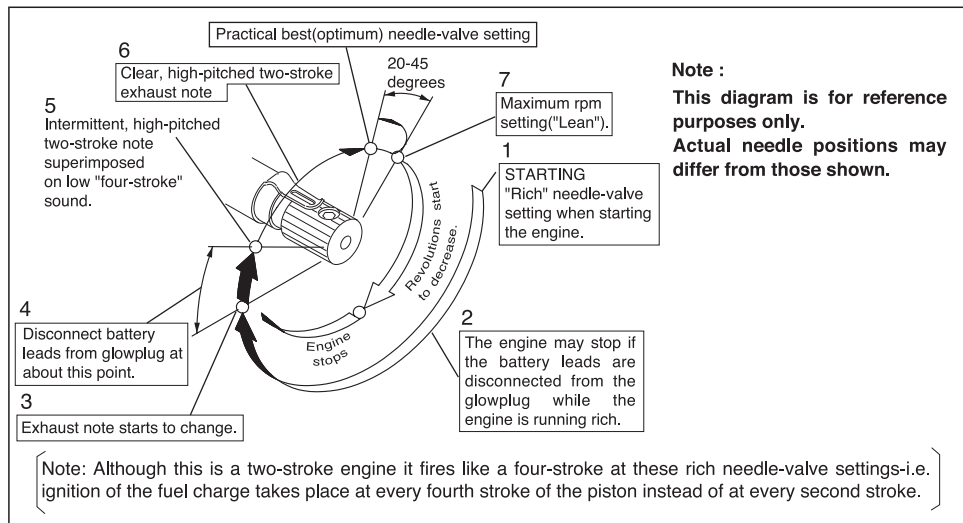 Practical best(optimum) needle-valve setting
6
Clear, high-pitched two-stroke
exhaust note
20-45
degrees
7
Maximum rpm
setting("Lean").
5
Intermittent, high-pitched
two-stroke note
superimposed
on low "four-stroke"
sound.
1
STARTING
"Rich" needle-valve
setting when starting
the engine.
Note :
This diagram is for reference
purposes only.
Actual needle positions may
differ from those shown.
Revolutions start
to decrease.
Engine
stops
4
Disconnect battery
leads from glowplug at
about this point.
3
Exhaust note starts to change.
2
The engine may stop if
the battery leads are
disconnected from the
glowplug while the
engine is running rich.
Note: Although this is a two-stroke engine it fires like a four-stroke at these rich needle-valve settings-i.e.
ignition of the fuel charge takes place at every fourth stroke of the piston instead of at every second stroke.